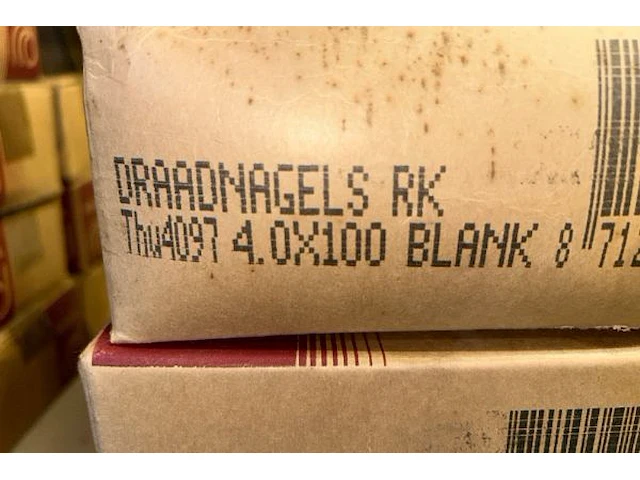 DRAADNAGELS RK
Thw4097 4.0X100 BLANK 8 712